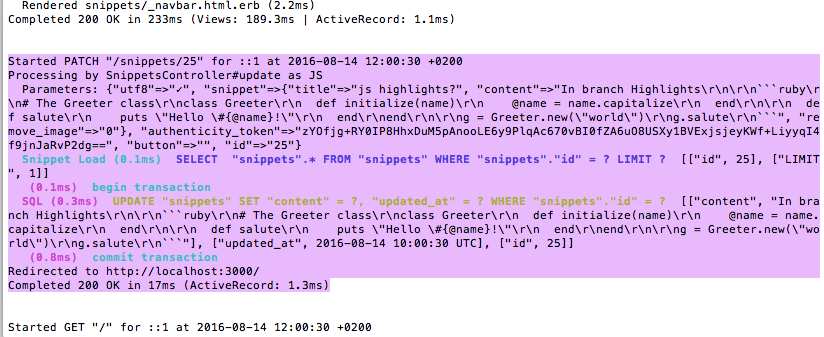 Rendered snippets/_navbar.html.erb (2.2ms)
Completed 200 OK in 233ms (Views: 189.3ms | ActiveRecord: 1.1ms)
Started PATCH "/snippets/25" for ::1 at 2016-08-14 12:00:30 +0200
Processing by SnippetsController#update as JS
Parameters: {"utf8"=>"✓", "snippet"=>{"title"=>"js highlights?", "content"=>"In branch Highlights\r\n\r\n```ruby\r
\n# The Greeter class\r\nclass Greeter\r\n  def initialize(name)\r\n    @name = name.capitalize\r\n  end\r\n\r\n  de
f salute\r\n    puts \"Hello \#{@name}!\"\r\n  end\r\nend\r\n\r\ng = Greeter.new(\"world\")\r\ng.salute\r\n```", "re
move_image"=>"0"}, "authenticity_token"=>"zYOfjg+RY0IP8HhxDuM5pAnooLE6y9PlqAc670vBI0fZA6uO8USXy1BVExjsjeyKWf+LiyyqI4
f9jnJaRvP2dg==", "button"=>"", "id"=>"25"}
Snippet Load (0.1ms)  SELECT  "snippets".* FROM "snippets" WHERE "snippets"."id" = ? LIMIT ?  [["id", 25], ["LIMIT
", 1]]
(0.1ms)  begin transaction
SQL (0.3ms)  UPDATE "snippets" SET "content" = ?, "updated_at" = ? WHERE "snippets"."id" = ?  [["content", "In bra
nch Highlights\r\n\r\n```ruby\r\n# The Greeter class\r\nclass Greeter\r\n  def initialize(name)\r\n    @name = name.
capitalize\r\n  end\r\n\r\n  def salute\r\n    puts \"Hello \#{@name}!\"\r\n  end\r\nend\r\n\r\ng = Greeter.new(\"wo
rld\")\r\ng.salute\r\n```"], ["updated_at", 2016-08-14 10:00:30 UTC], ["id", 25]]
(0.8ms)  commit transaction
Redirected to http://localhost:3000/
Completed 200 OK in 17ms (ActiveRecord: 1.3ms)
Started GET "/" for ::1 at 2016-08-14 12:00:30 +0200